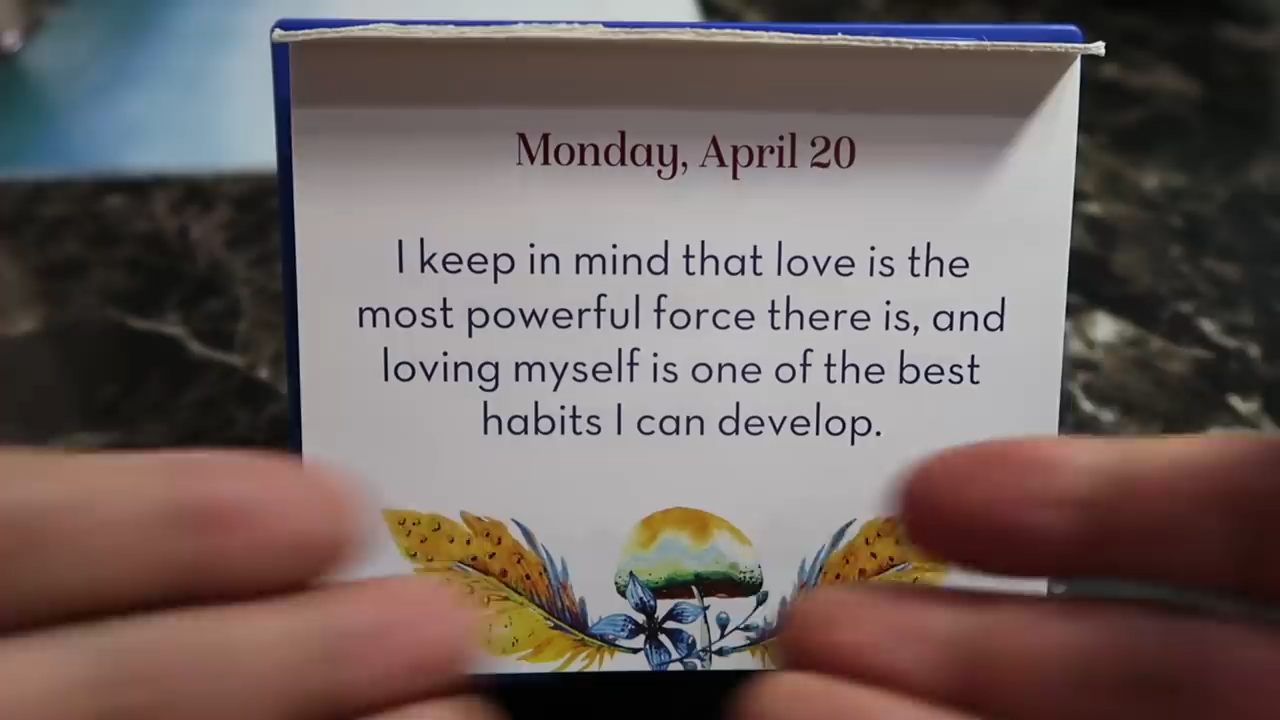 Monday, April 20
I keep in mind that love is the
most powerful force there is, and
loving myself is one of the best
habits I can develop.